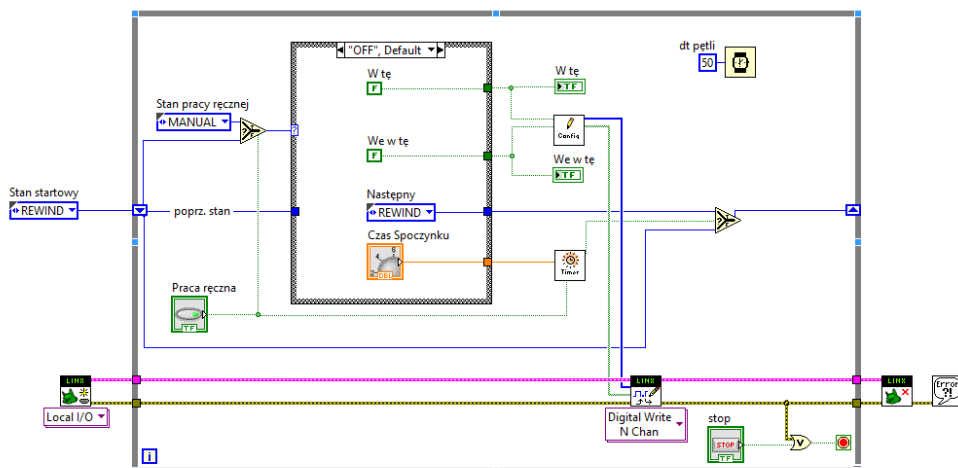 "OFF", Default
dt pętli
50
W tę
F
W tę
TF
Stan pracy ręcznej
MANUAL
?
?
Config
We w tę
F
We w tę
TF
Stan startowy
REWIND
poprz. stan
Następny
REWIND
?
Czas Spoczynku
DBL
Timer
Praca ręczna
TF
LINX
LINX
LINX
Error
?!
Local I/O
Digital Write
N Chan
stop
STOP
TF
V
i